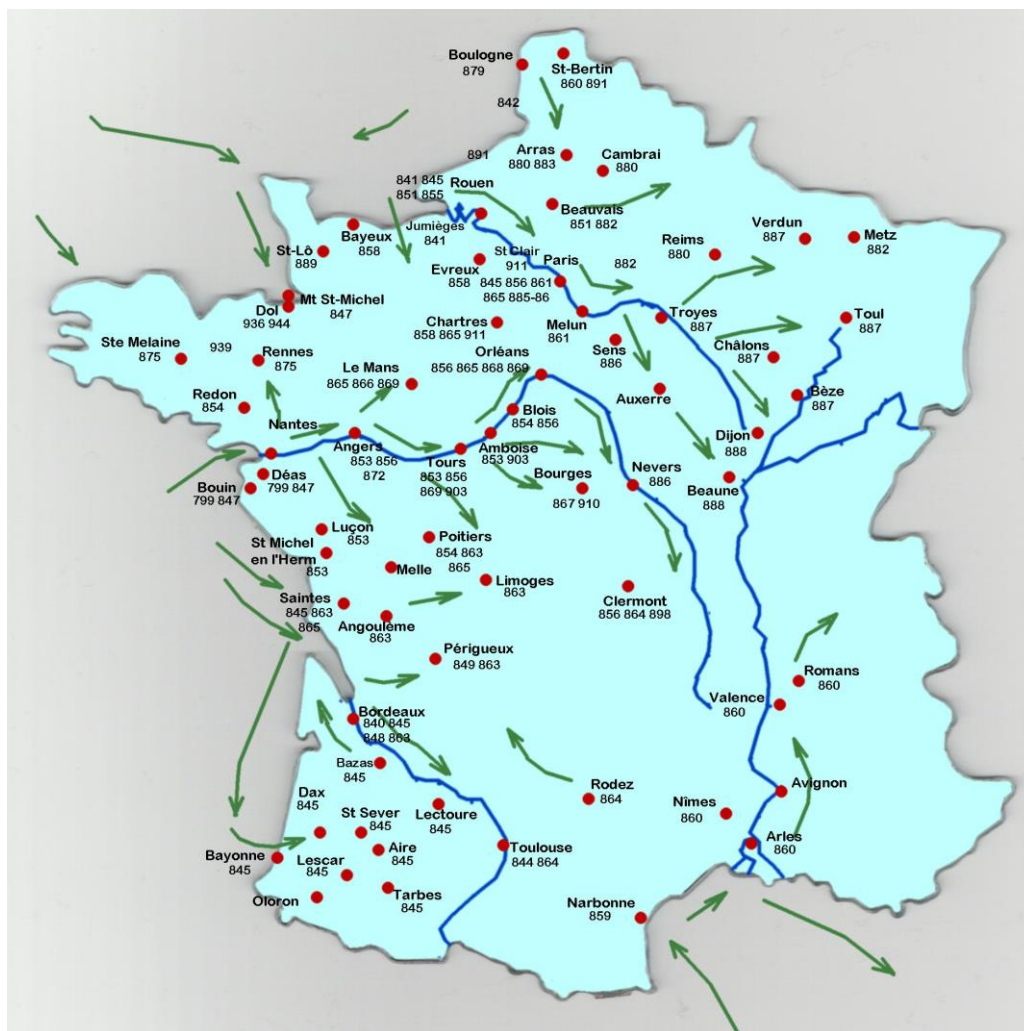 Boulogne
879
St-Bertin
860 891
842
891
Arras
880 883
Cambrai
880
841 845
851 855
Rouen
Jumièges
841
Beauvais
851 882
Verdun
887
Metz
882
Bayeux
858
St-Lô
889
Evreux
858
St Clair
911
Paris
845 856 861
865 885-86
882
Reims
880
Mt St-Michel
847
Dol
936 944
Chartres
858 865 911
Melun
861
Troyes
887
Toul
887
Ste Melaine
875
939
Rennes
875
Le Mans
865 866 869
Orléans
856 865 868 869
Sens
886
Châlons
887
Redon
854
Nantes
Blois
854 856
Auxerre
Bèze
887
Angers
853 856
872
Tours
853 856
869 903
Amboise
853 903
Dijon
888
Déas
799 847
Bouin
799 847
Bourges
867 910
Nevers
886
Beaune
888
Luçon
853
St Michel
en l'Herm
853
Poitiers
854 863
865
Melle
Limoges
863
Clermont
856 864 898
Saintes
845 863
865
Angoulème
863
Périgueux
849 863
Romans
860
Valence
860
Bordeaux
840 845
848 863
Bazas
845
Rodez
864
Avignon
Dax
845
St Sever
845
Lectoure
845
Nîmes
860
Arles
860
Bayonne
845
Lescar
845
Aire
845
Toulouse
844 864
Oloron
Tarbes
845
Narbonne
859